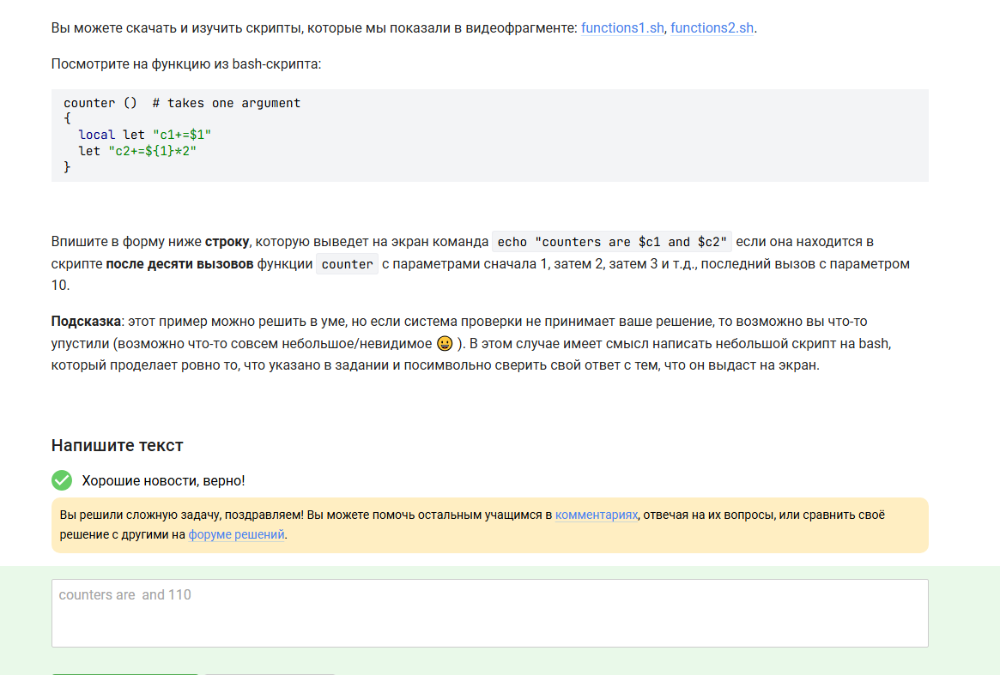 Вы можете скачать и изучить скрипты, которые мы показали в видеофрагменте: functions1.sh, functions2.sh.
Посмотрите на функцию из bash-скрипта:
counter ()  # takes one argument
{
  local let "c1+=$1"
  let "c2+=${1}*2"
}
Впишите в форму ниже строку, которую выведет на экран команда echo "counters are $c1 and $c2" если она находится в
скрипте после десяти вызовов функции counter с параметрами сначала 1, затем 2, затем 3 и т.д., последний вызов с параметром
10.
Подсказка: этот пример можно решить в уме, но если система проверки не принимает ваше решение, то возможно вы что-то
упустили (возможно что-то совсем небольшое/невидимое 😀 ). В этом случае имеет смысл написать небольшой скрипт на bash,
который проделает ровно то, что указано в задании и посимвольно сверить свой ответ с тем, что он выдаст на экран.
Напишите текст
Хорошие новости, верно!
Вы решили сложную задачу, поздравляем! Вы можете помочь остальным учащимся в комментариях, отвечая на их вопросы, или сравнить своё
решение с другими на форуме решений.
counters are  and 110